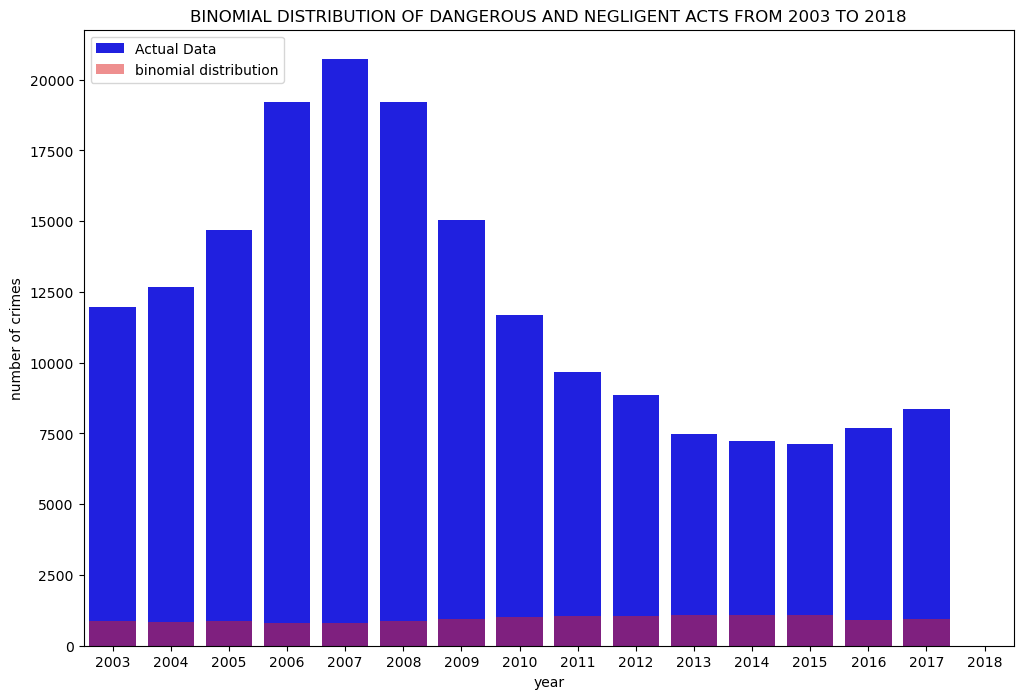 BINOMIAL DISTRIBUTION OF DANGEROUS AND NEGLIGENT ACTS FROM 2003 TO 2018
Actual Data
binomial distribution
20000
17500
15000
12500
10000
7500
5000
2500
0
number of crimes
2003 2004 2005 2006 2007 2008 2009 2010 2011 2012 2013 2014 2015 2016 2017 2018
year